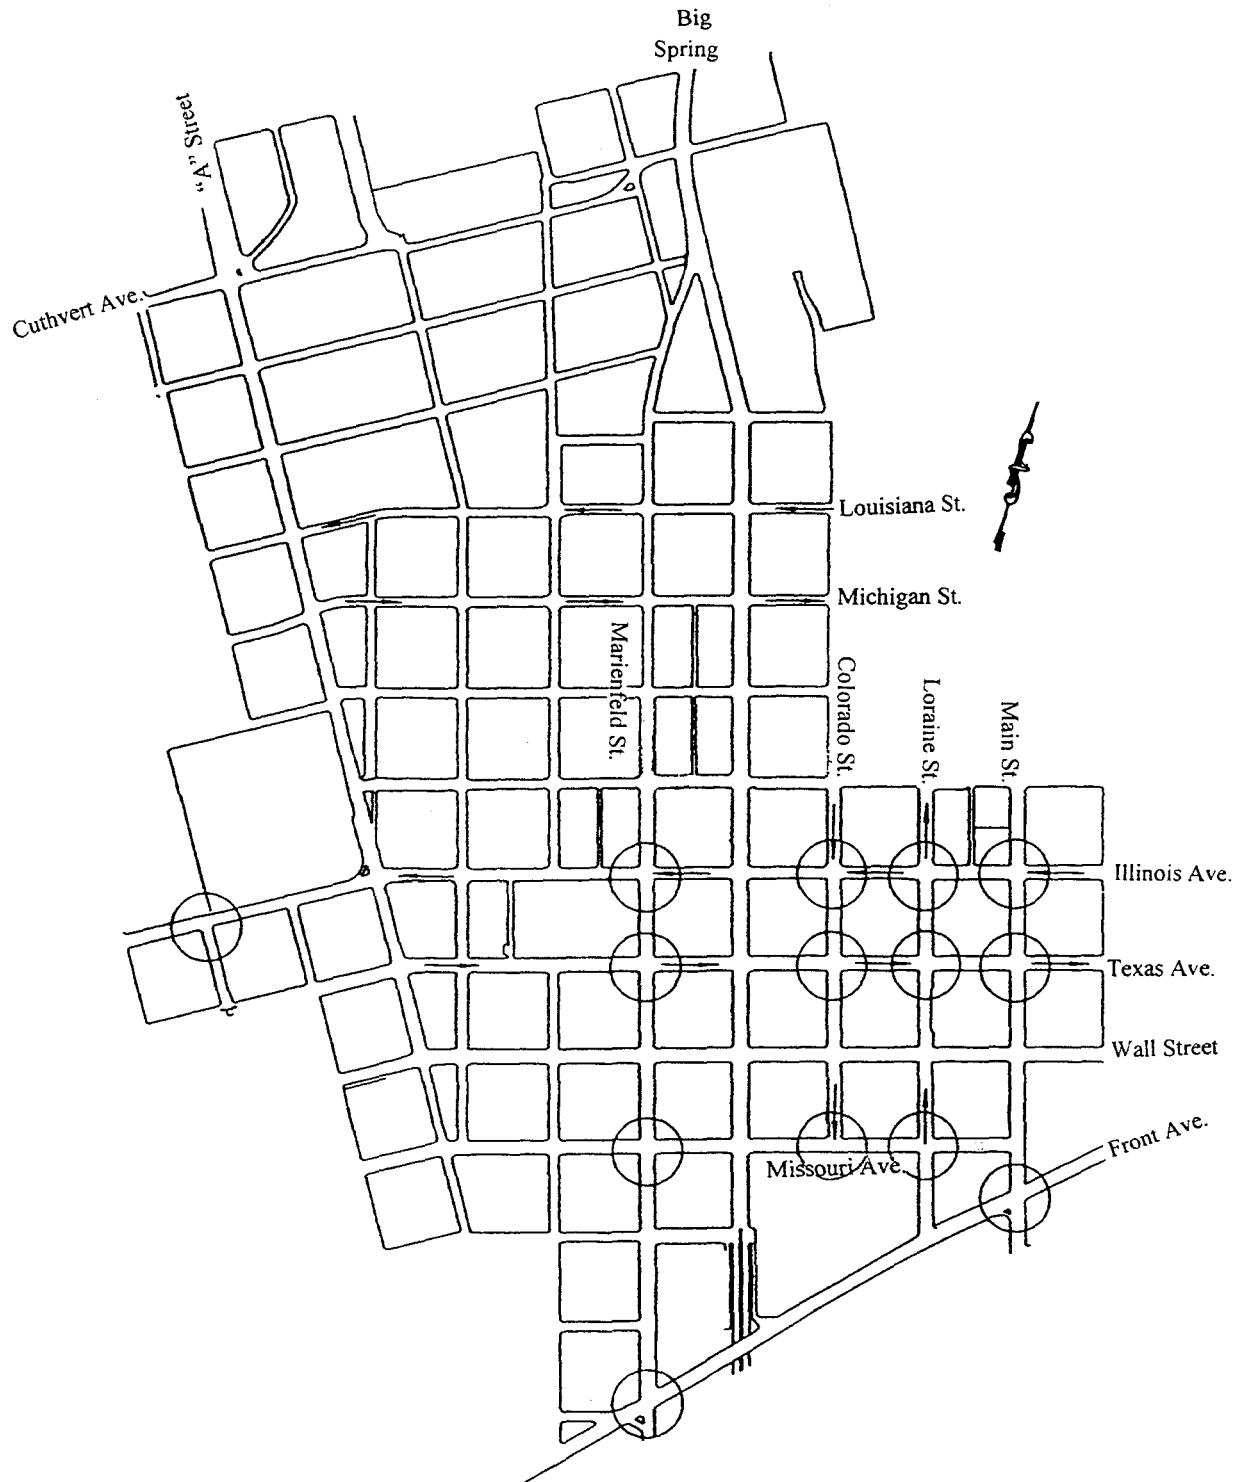 Big
Spring
"A" Street
Cuthvert Ave.
Louisiana St.
Michigan St.
Marienfeld St.
Colorado St.
Loraine St.
Main St.
Illinois Ave.
Texas Ave.
Wall Street
Front Ave.
Missouri Ave.